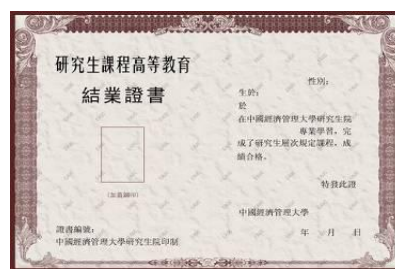 研究生課程高等教育
結業證書
(加蓋鋼印)
證書編號:
中國經濟管理大學研究生院印制
性別:
生於:
於
在中國經濟管理大學研究生院
專業學習,完
成了研究生層次規定課程,成
績合格。
特發此證
中國經濟管理大學
年 月 日